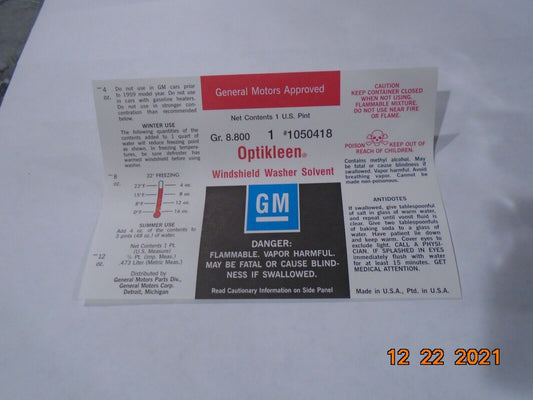 4 oz.
Do not use in GM cars prior
to 1959 model year. Do not use
in cars with gasoline heaters.
Do not use in stronger con-
centration than recommended
below.
WINTER USE
The following quantities of the
contents added to 1 quart of
water will reduce freezing point
as shown. In freezing temperatures,
be sure defroster has
warmed windshield before using
washer.
8 oz.
32° FREEZING
4 oz.
8 oz.
12 oz.
16 oz.
SUMMER USE
Add 4 oz. of the contents to
3 pints (48 oz.) of water.
12 oz.
Net Contents 1 Pt.
(U.S. Measure)
Pt. (Imp. Meas.)
.473 Liter (Metric Meas.)
Distributed by
General Motors Parts Div.,
General Motors Corp.
Detroit, Michigan
General Motors Approved
Net Contents 1 U.S. Pint
Gr. 8.800 1 #1050418
Optikleen®
Windshield Washer Solvent
GM
DANGER:
FLAMMABLE. VAPOR HARMFUL.
MAY BE FATAL OR CAUSE BLIND-
NESS IF SWALLOWED.
Read Cautionary Information on Side Panel
CAUTION
KEEP CONTAINER CLOSED
WHEN NOT USING.
FLAMMABLE MIXTURE.
DO NOT USE NEAR FIRE
OR FLAME.
POISON KEEP OUT OF
REACH OF CHILDREN.
Contains methyl alcohol. May be
fatal or cause blindness if
swallowed. Vapor harmful. Avoid
breathing vapor. Cannot be
made non-poisonous.
ANTIDOTES
If swallowed, give tablespoonful
of salt in glass of warm water,
and repeat until vomit fluid is
clear. Give two tablespoonfuls
of baking soda to a glass of
water. Have patient lie down
and keep warm. Cover eyes to
exclude light. CALL A PHYSI-
CIAN. IF SPLASHED IN EYES
immediately flush with water
for at least 15 minutes. GET
MEDICAL ATTENTION.
Made in U.S.A., Ptd. in U.S.A.
12 22 2021